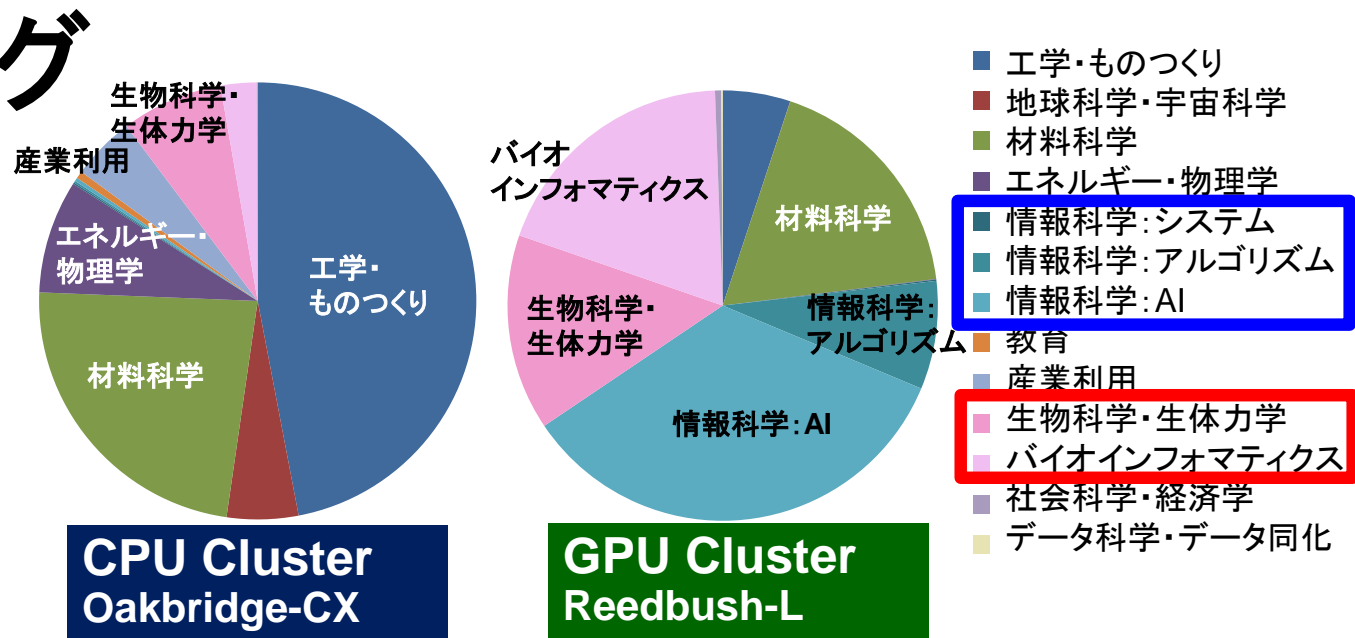 グ
生物科学・
生体力学
産業利用
エネルギー・
物理学
材料科学
工学・
ものつくり
CPU Cluster
Oakbridge-CX
バイオ
インフォマティクス
材料科学
生物科学・
生体力学
情報科学：
アルゴリズム
情報科学：AI
GPU Cluster
Reedbush-L
工学・ものつくり
地球科学・宇宙科学
材料科学
エネルギー・物理学
情報科学：システム
情報科学：アルゴリズム
情報科学：AI
教育
産業利用
生物科学・生体力学
バイオインフォマティクス
社会科学・経済学
データ科学・データ同化